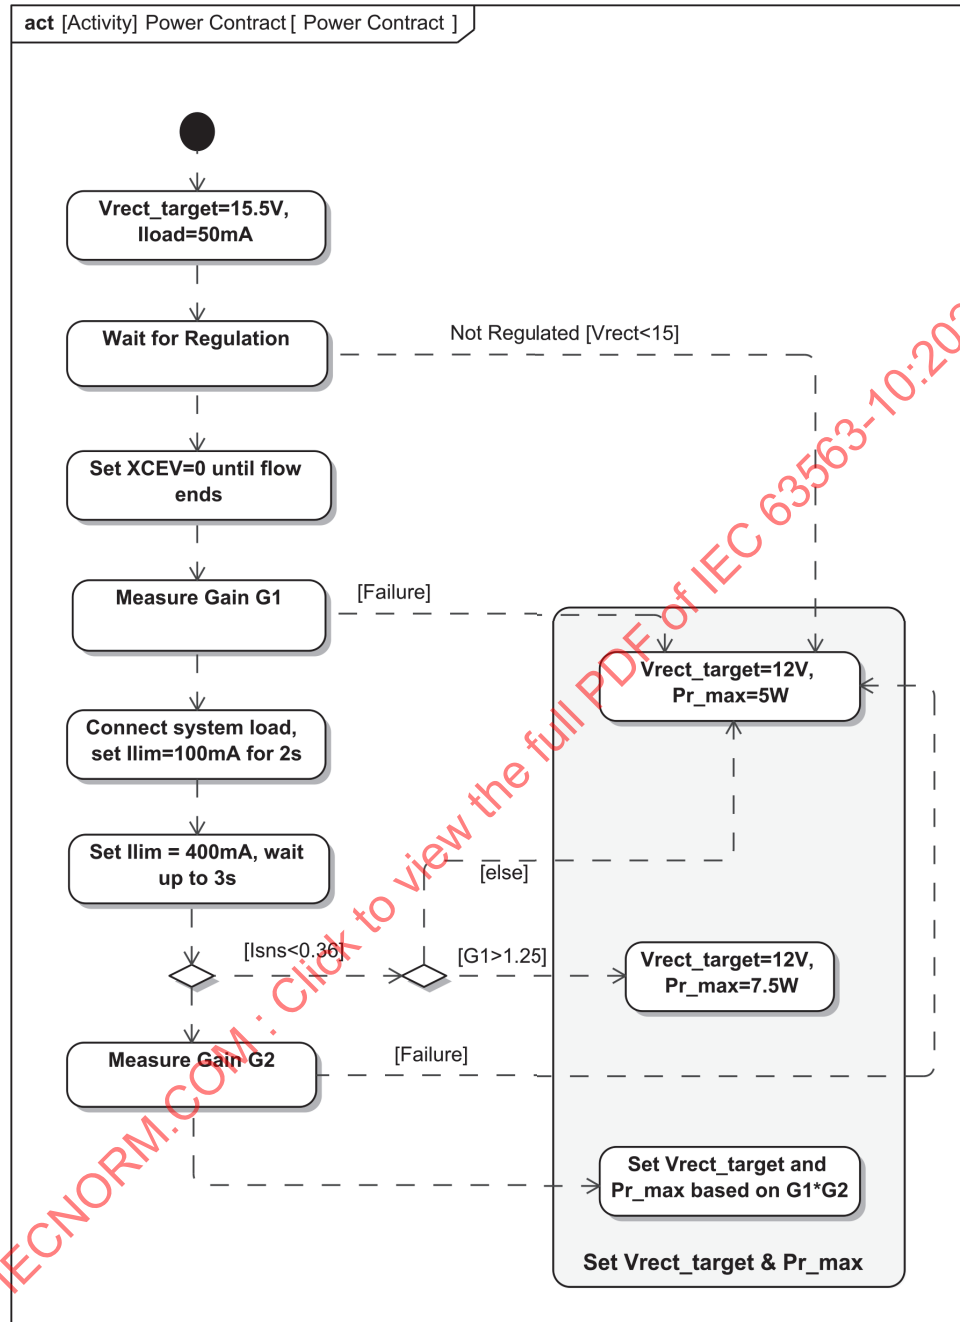 act [Activity] Power Contract [ Power Contract ]
Vrect_target=15.5V,
Iload=50mA
Wait for Regulation
Not Regulated [Vrect<15]
Set XCEV=0 until flow
ends
Measure Gain G1
[Failure]
Vrect_target=12V,
Pr_max=5W
Connect system load,
set Ilim=100mA for 2s
Set Ilim = 400mA, wait
up to 3s
[else]
[Isns<0.36]
[G1>1.25]
Vrect_target=12V,
Pr_max=7.5W
Measure Gain G2
[Failure]
Set Vrect_target and
Pr_max based on G1*G2
Set Vrect_target & Pr_max
IECNORM.COM : Click to view the full PDF of IEC 63563-10:202